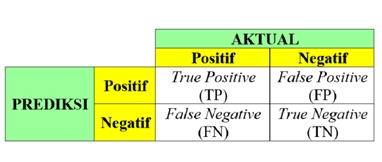 AKTUAL
Positif Negatif
PREDIKSI
Positif
True Positive
(TP)
False Positive
(FP)
Negatif
False Negative
(FN)
True Negative
(TN)